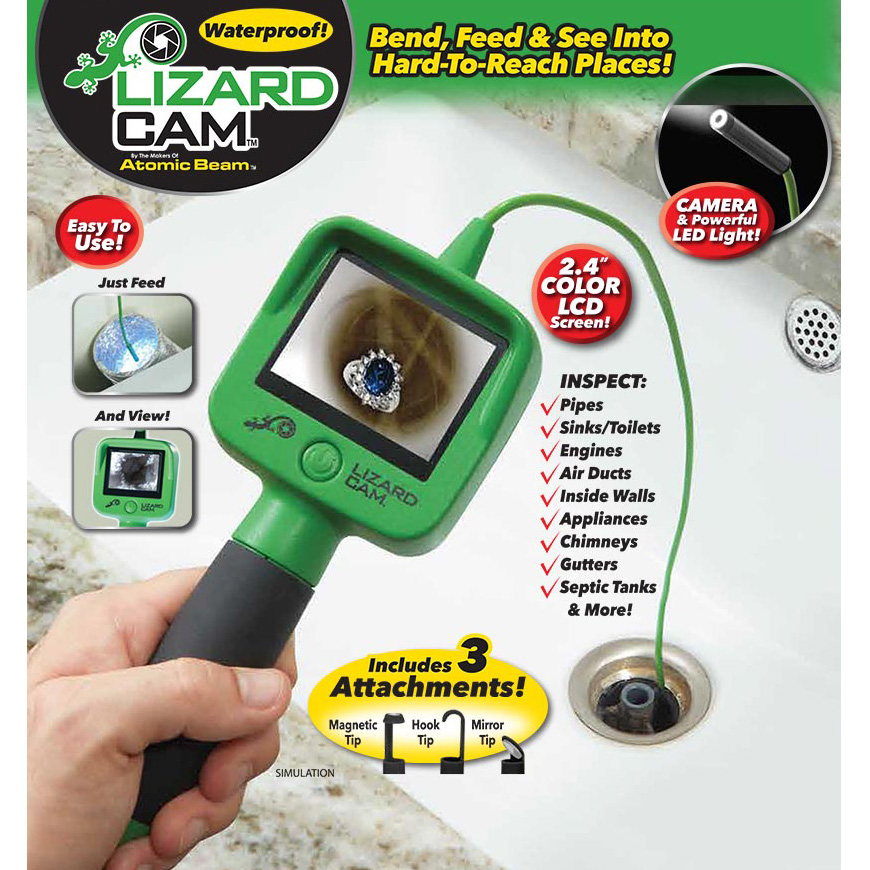 Waterproof!
LIZARD
CAM™
By The Makers Of
Atomic Beam™
Bend, Feed & See Into
Hard-To-Reach Places!
CAMERA
& Powerful
LED Light!
Easy To
Use!
Just Feed
And View!
LIZARD
CAM
2.4"
COLOR
LCD
Screen!
LIZARD
CAM
INSPECT:
Pipes
Sinks/Toilets
Engines
Air Ducts
Inside Walls
Appliances
Chimneys
Gutters
Septic Tanks
& More!
Includes 3
Attachments!
Magnetic
Tip
Hook
Tip
Mirror
Tip
SIMULATION